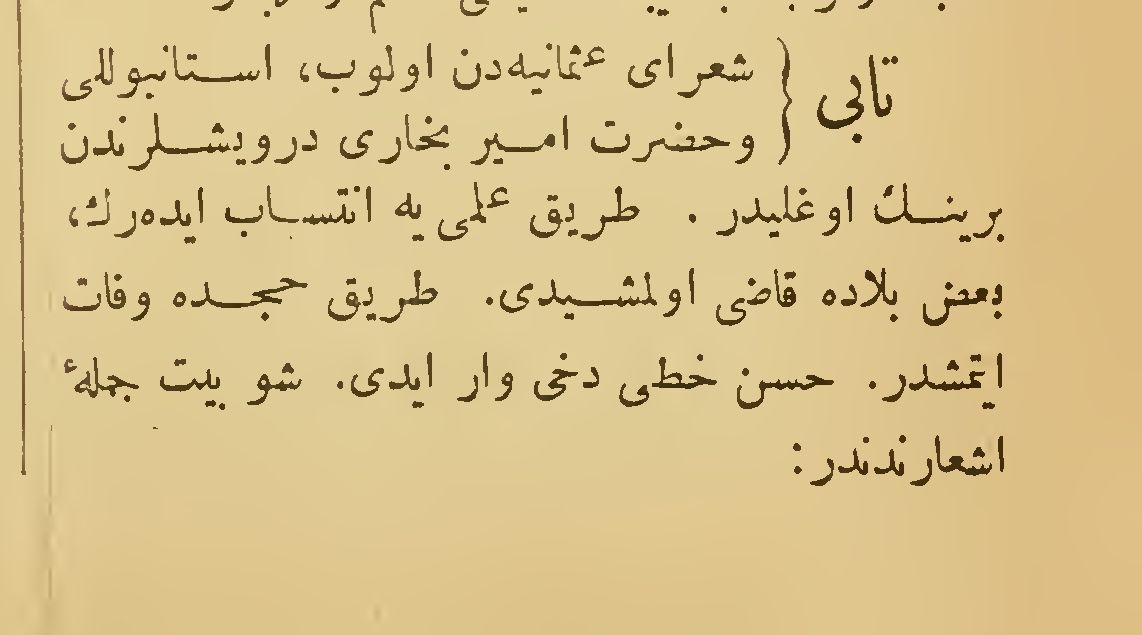 تابی { شعرای عثمانیه‌دن اولوب، استانبوللی
وحضرت امیر بخاری درویشلرندن
برینك اوغلیدر . طریق علمی یه انتساب ایده‌رك،
بعض بلاده قاضی اولمشیدی. طریق حجده وفات
ایتمشدر. حسن خطی دخی وار ایدی. شو بیت جملهٔ
اشعارندندر: